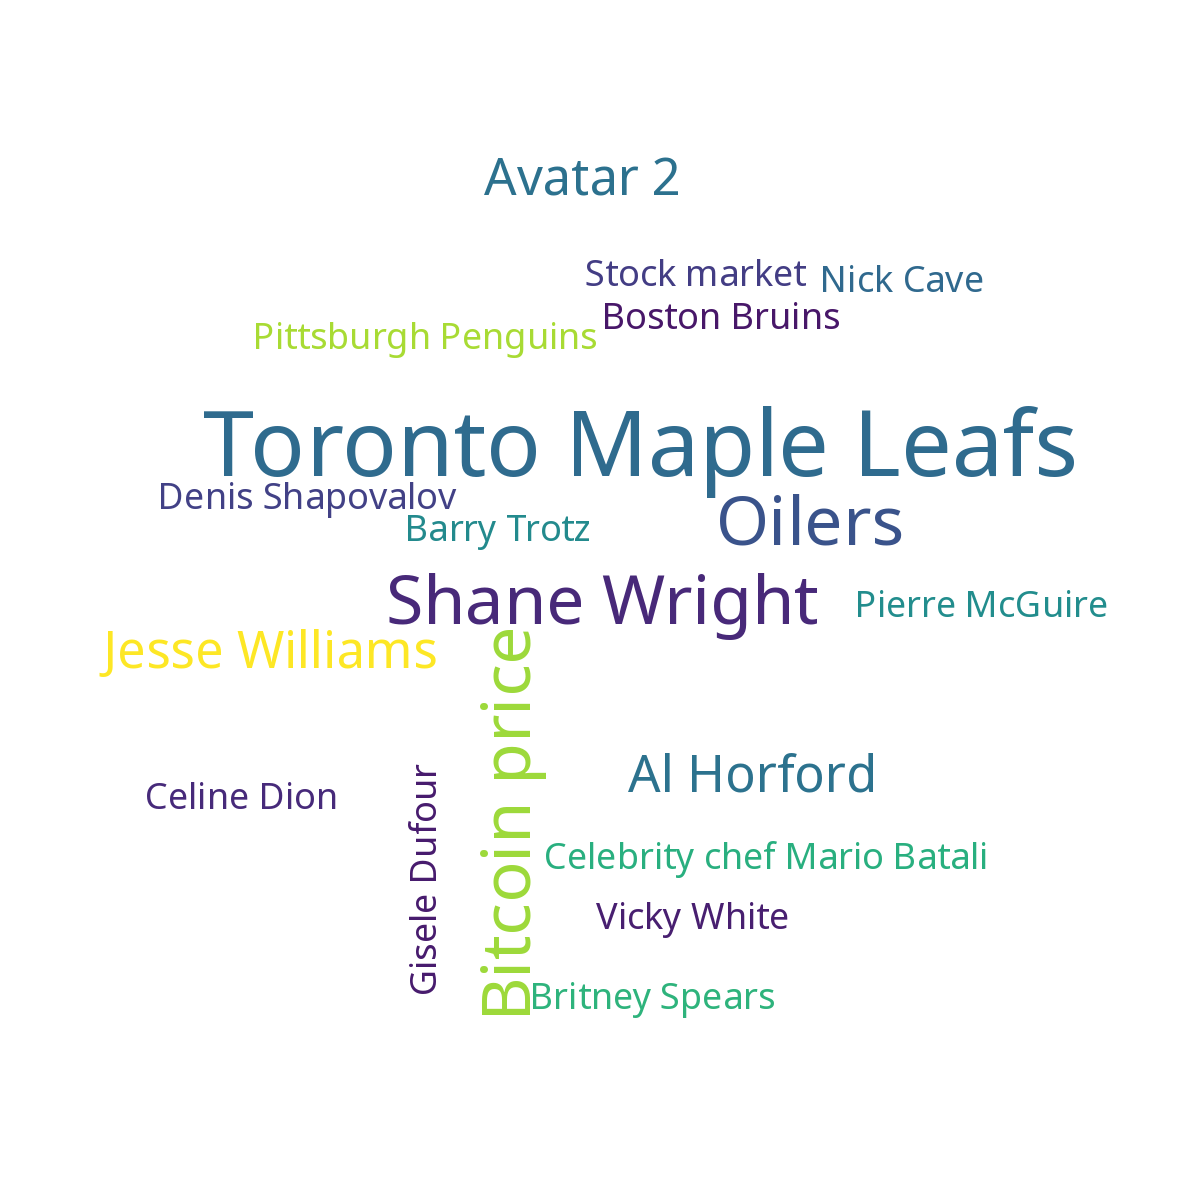 Avatar 2
Stock market
Nick Cave
Boston Bruins
Pittsburgh Penguins
Toronto Maple Leafs
Denis Shapovalov
Oilers
Barry Trotz
Shane Wright
Pierre McGuire
Jesse Williams
Bitcoin price
Al Horford
Celine Dion
Gisele Dufour
Celebrity chef Mario Batali
Vicky White
Britney Spears